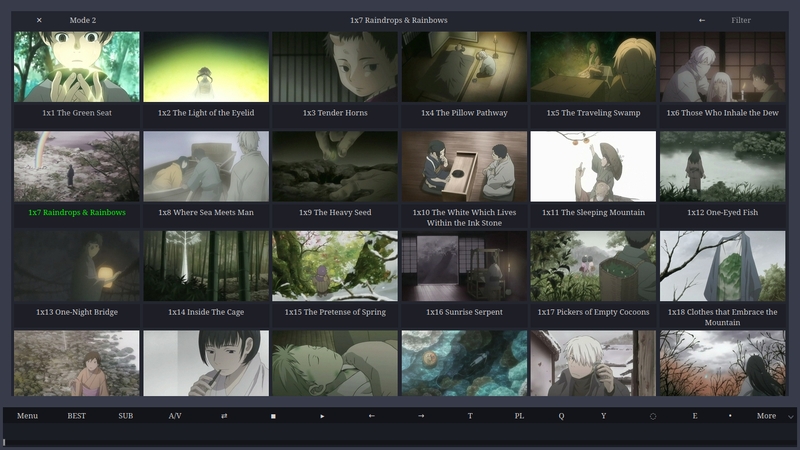 ✕ Mode 2 1x7 Raindrops & Rainbows ← Filter
1x1 The Green Seat
1x2 The Light of the Eyelid
1x3 Tender Horns
1x4 The Pillow Pathway
1x5 The Traveling Swamp
1x6 Those Who Inhale the Dew
1x7 Raindrops & Rainbows
1x8 Where Sea Meets Man
1x9 The Heavy Seed
1x10 The White Which Lives
Within the Ink Stone
1x11 The Sleeping Mountain
1x12 One-Eyed Fish
1x13 One-Night Bridge
1x14 Inside The Cage
1x15 The Pretense of Spring
1x16 Sunrise Serpent
1x17 Pickers of Empty Cocoons
1x18 Clothes that Embrace the
Mountain
Menu BEST SUB A/V ⇄ ■ ▸ ← → T PL Q Y ◌ E • More